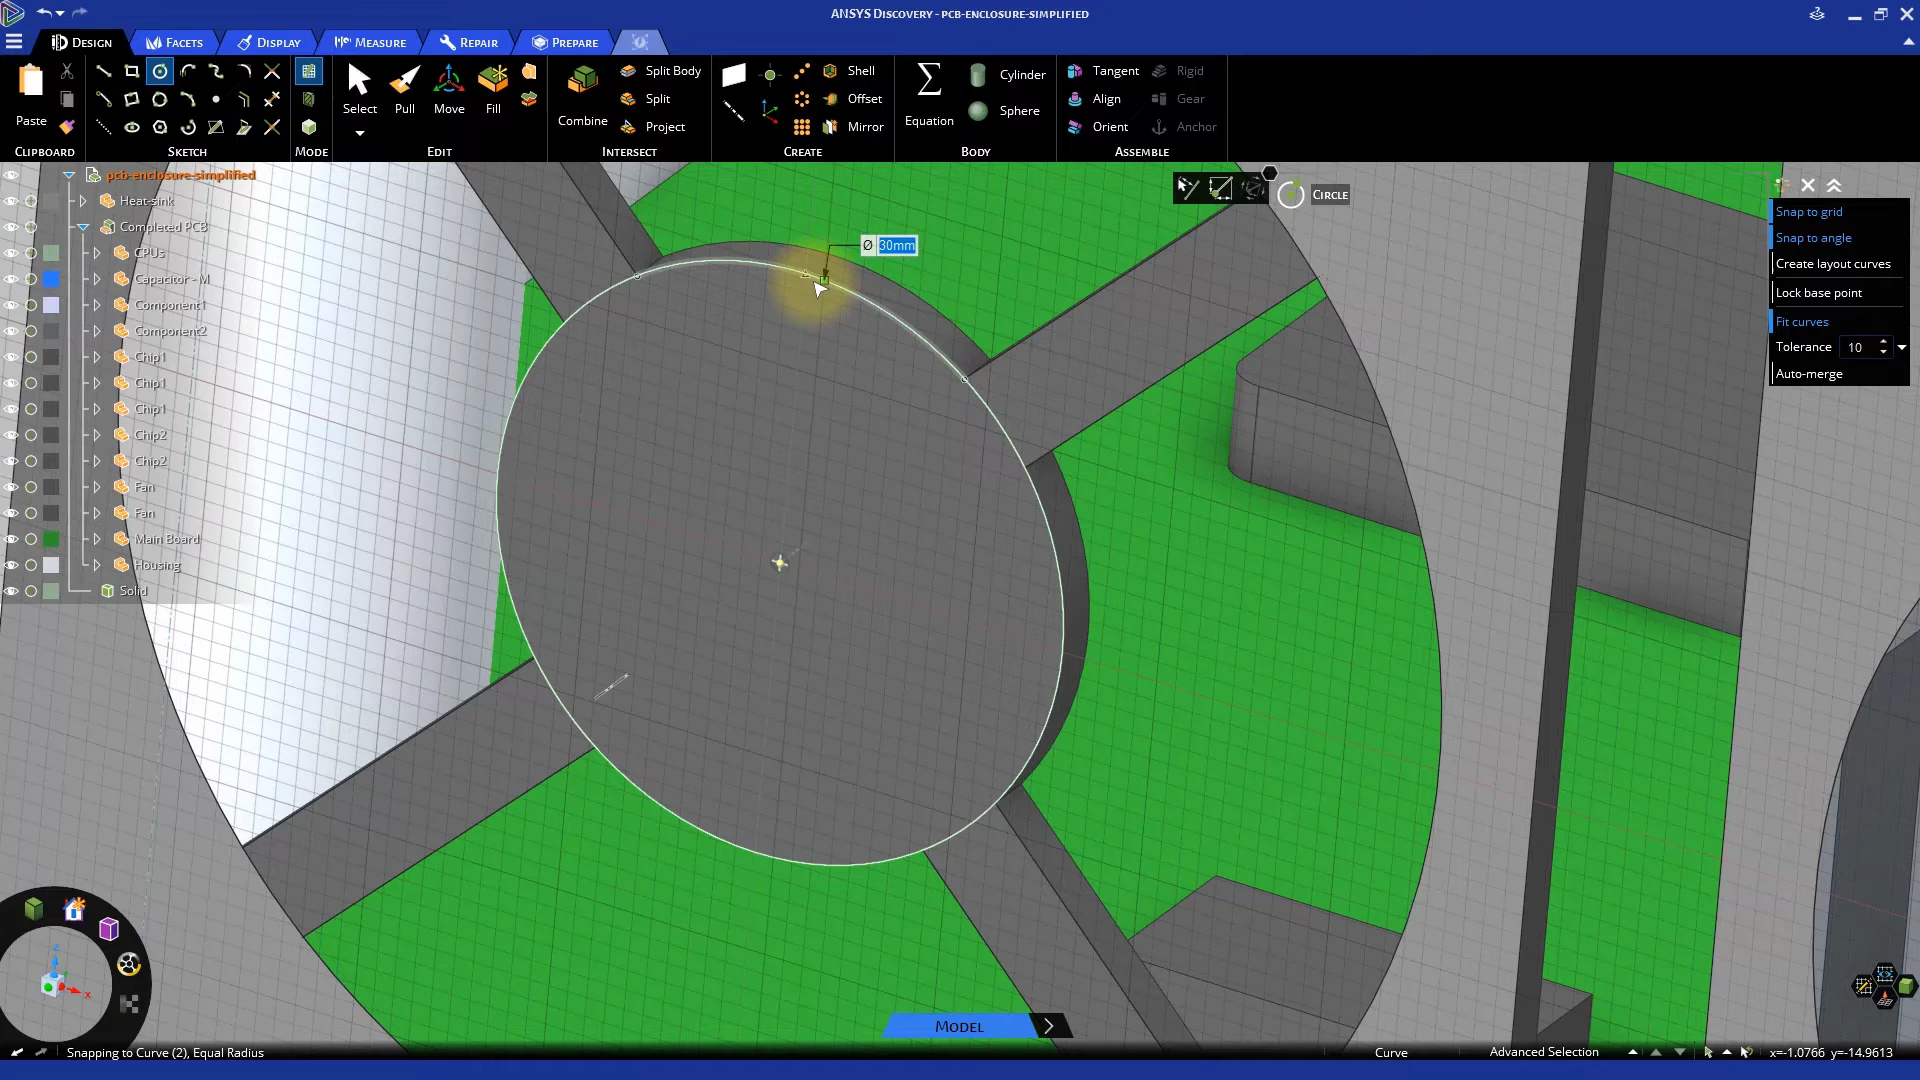 ANSYS Discovery - pcb-enclosure-simplified
Design
Facets
Display
Measure
Repair
Prepare
Paste
Clipboard
Sketch
Mode
Select
Pull
Move
Fill
Edit
Combine
Split Body
Split
Project
Intersect
Shell
Offset
Mirror
Create
Equation
Cylinder
Sphere
Body
Tangent
Align
Orient
Rigid
Gear
Anchor
Assemble
pcb-enclosure-simplified
Heat-sink
Completed PCB
CPUs
Capacitor - M
Component1
Component2
Chip1
Chip1
Chip1
Chip2
Chip2
Fan
Fan
Main Board
Housing
Solid
Ø 30mm
Circle
Snap to grid
Snap to angle
Create layout curves
Lock base point
Fit curves
Tolerance 10
Auto-merge
Z
X
Model
Snapping to Curve (2), Equal Radius
Curve
Advanced Selection
x=-1.0766 y=-14.9613